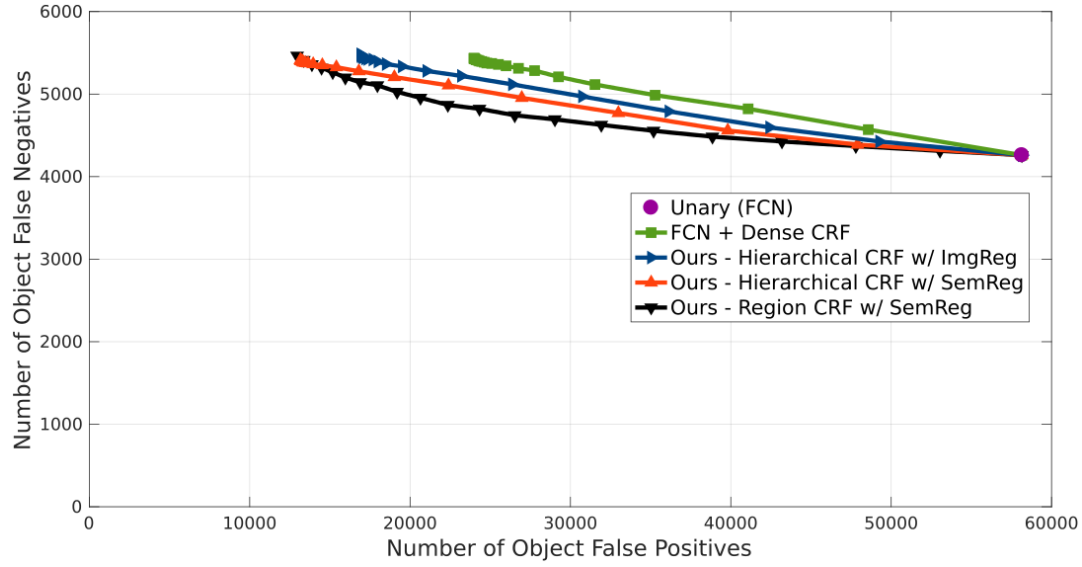 6000
5000
4000
3000
2000
1000
0
Number of Object False Negatives
Unary (FCN)
FCN + Dense CRF
Ours - Hierarchical CRF w/ ImgReg
Ours - Hierarchical CRF w/ SemReg
Ours - Region CRF w/ SemReg
0 10000 20000 30000 40000 50000 60000
Number of Object False Positives